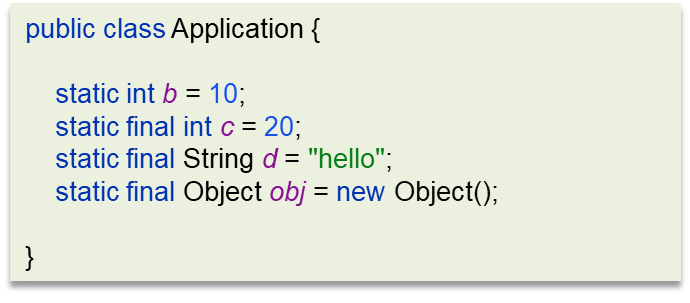 public class Application {
static int b = 10;
static final int c = 20;
static final String d = "hello";
static final Object obj = new Object();
}